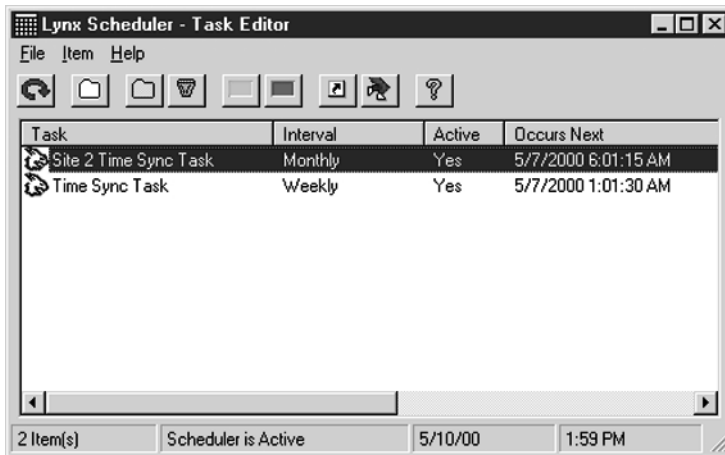 Lynx Scheduler - Task Editor
File Item Help
Task Interval Active Occurs Next
Site 2 Time Sync Task Monthly Yes 5/7/2000 6:01:15 AM
Time Sync Task Weekly Yes 5/7/2000 1:01:30 AM
2 Item(s) Scheduler is Active 5/10/00 1:59 PM